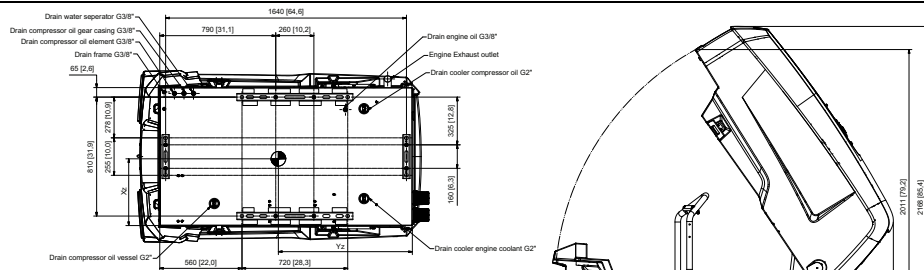 1640 [64,6]
Drain water seperator G3/8"
790 [31,1]
260 [10,2]
Drain compressor oil gear casing G3/8"
Drain compressor oil element G3/8"
Drain engine oil G3/8"
Drain frame G3/8"
Engine Exhaust outlet
65 [2,6]
Drain cooler compressor oil G2"
278 [10,9]
325 [12,8]
810 [31,9]
255 [10,0]
160 [6,3]
Xz
2011 [79,2]
2168 [85,4]
Yz
Drain cooler engine coolant G2"
Drain compressor oil vessel G2"
560 [22,0]
720 [28,3]